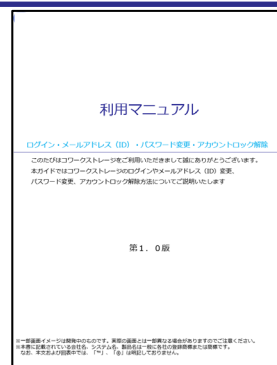 利用マニュアル
ログイン・メールアドレス（ID）・パスワード変更・アカウントロック解除
このたびはコワークストレージをご利用いただきまして誠にありがとうございます。
本ガイドではコワークストレージのログインやメールアドレス（ID）変更、
パスワード変更、アカウントロック解除方法についてご説明いたします
第１．０版
※一部画面イメージは開発中のものです。実際の画面とは一部異なる場合がありますのでご注意ください。
※本書に記載されている会社名、システム名、製品名は一般に各社の登録商標または商標です。
なお、本文および図表中では、「™」、「®」は明記しておりません。